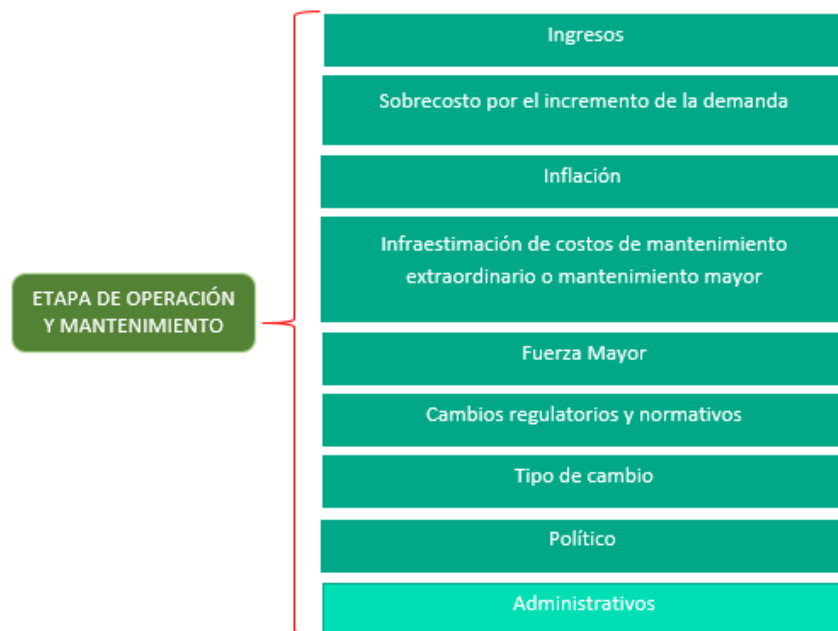 Ingresos
Sobrecosto por el incremento de la demanda
Inflación
Infraestimación de costos de mantenimiento
extraordinario o mantenimiento mayor
ETAPA DE OPERACIÓN
Y MANTENIMIENTO
Fuerza Mayor
Cambios regulatorios y normativos
Tipo de cambio
Político
Administrativos